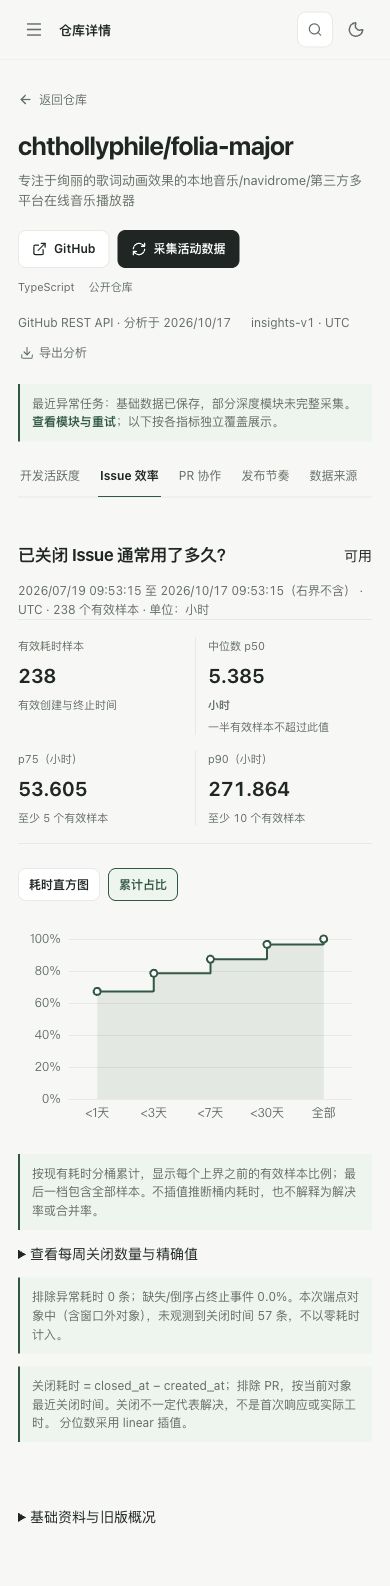 仓库详情
返回仓库
chthollyphile/folia-major
专注于绚丽的歌词动画效果的本地音乐/navidrome/第三方多
平台在线音乐播放器
GitHub
采集活动数据
TypeScript 公开仓库
GitHub REST API · 分析于 2026/10/17 insights-v1 · UTC
导出分析
最近异常任务：基础数据已保存，部分深度模块未完整采集。
查看模块与重试；以下按各指标独立覆盖展示。
开发活跃度 Issue 效率 PR 协作 发布节奏 数据来源
已关闭 Issue 通常用了多久？ 可用
2026/07/19 09:53:15 至 2026/10/17 09:53:15（右界不含） ·
UTC · 238 个有效样本 · 单位：小时
有效耗时样本
238
有效创建与终止时间
中位数 p50
5.385
小时
一半有效样本不超过此值
p75（小时）
53.605
至少 5 个有效样本
p90（小时）
271.864
至少 10 个有效样本
耗时直方图 累计占比
100%
80%
60%
40%
20%
0%
<1天 <3天 <7天 <30天 全部
按现有耗时分桶累计，显示每个上界之前的有效样本比例；最
后一档包含全部样本。不插值推断桶内耗时，也不解释为解决
率或合并率。
▶ 查看每周关闭数量与精确值
排除异常耗时 0 条；缺失/倒序占终止事件 0.0%。本次端点对
象中（含窗口外对象），未观测到关闭时间 57 条，不以零耗时
计入。
关闭耗时 = closed_at − created_at；排除 PR，按当前对象
最近关闭时间。关闭不一定代表解决，不是首次响应或实际工
时。 分位数采用 linear 插值。
▶ 基础资料与旧版概况